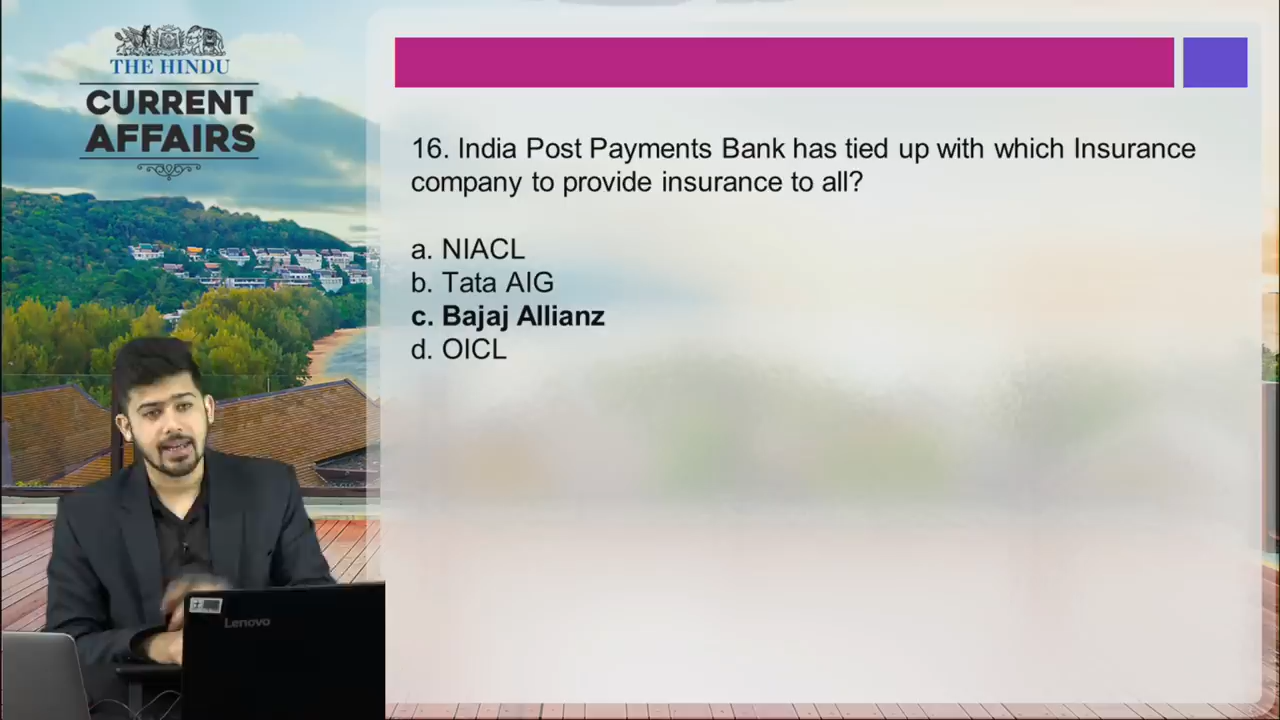 THE HINDU
CURRENT
AFFAIRS
16. India Post Payments Bank has tied up with which Insurance
company to provide insurance to all?
a. NIACL
b. Tata AIG
c. Bajaj Allianz
d. OICL
Lenovo